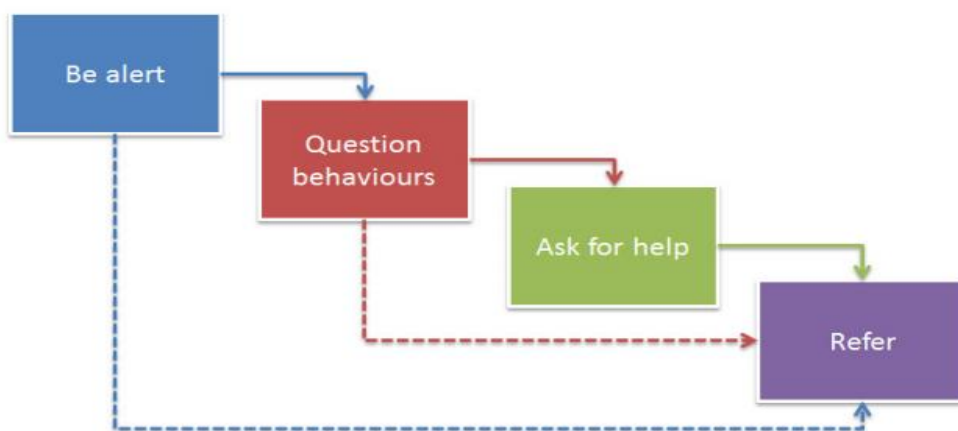 Be alert
Question
behaviours
Ask for help
Refer